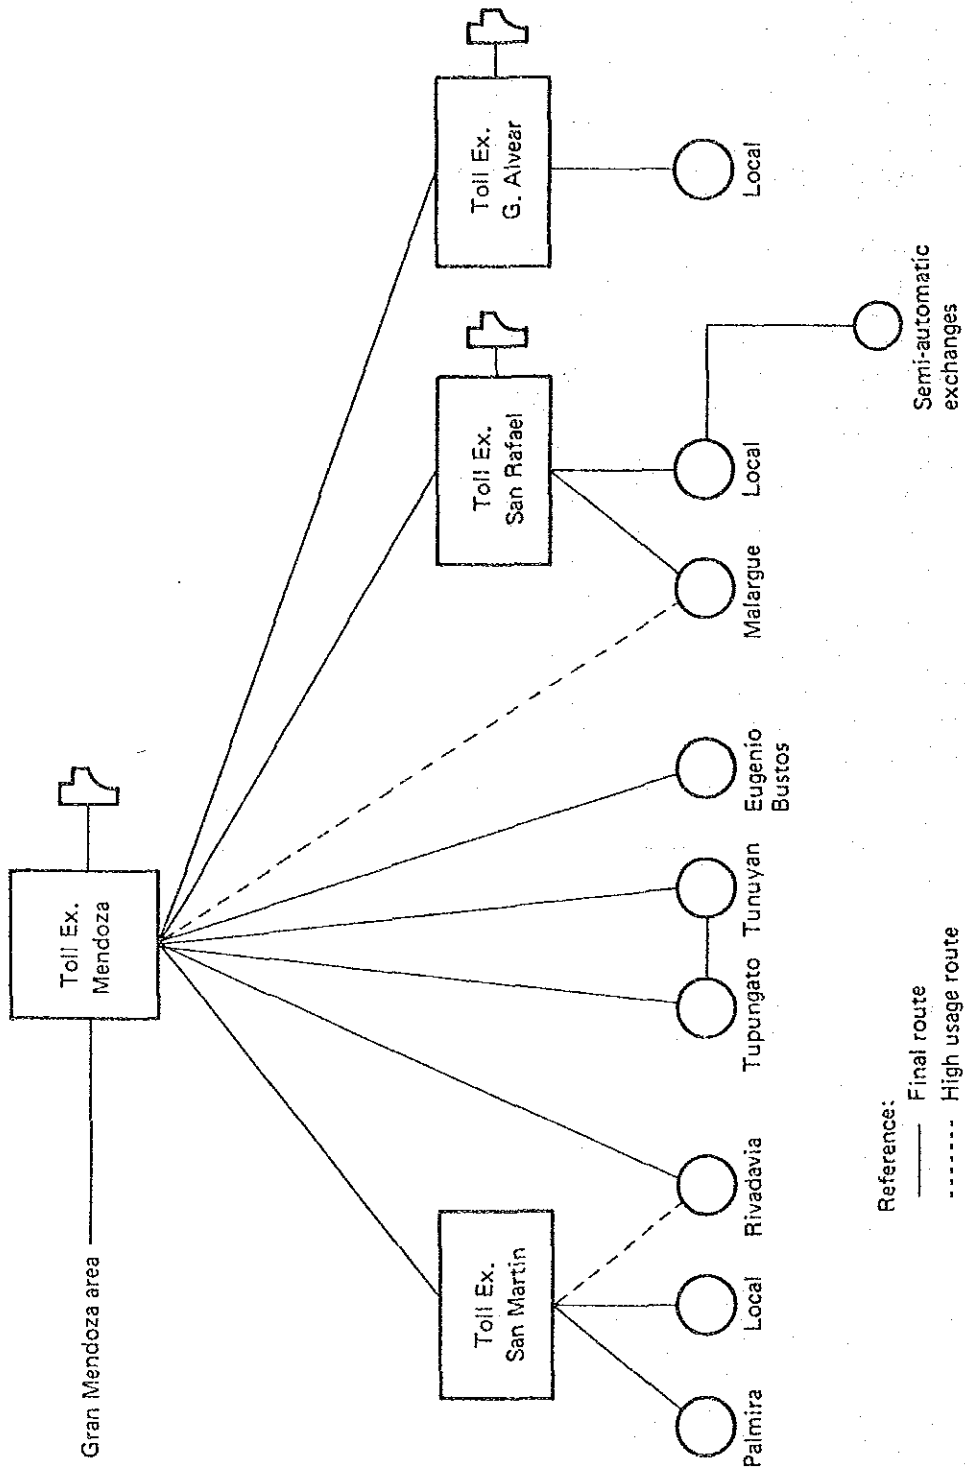 Gran Mendoza area
Toll Ex.
Mendoza
Toll Ex.
San Martin
Toll Ex.
San Rafael
Toll Ex.
G. Alvear
Palmira
Local
Rivadavia
Tupungato
Tunuyan
Eugenio
Bustos
Malargue
Local
Local
Semi-automatic
exchanges
Reference:
Final route
High usage route